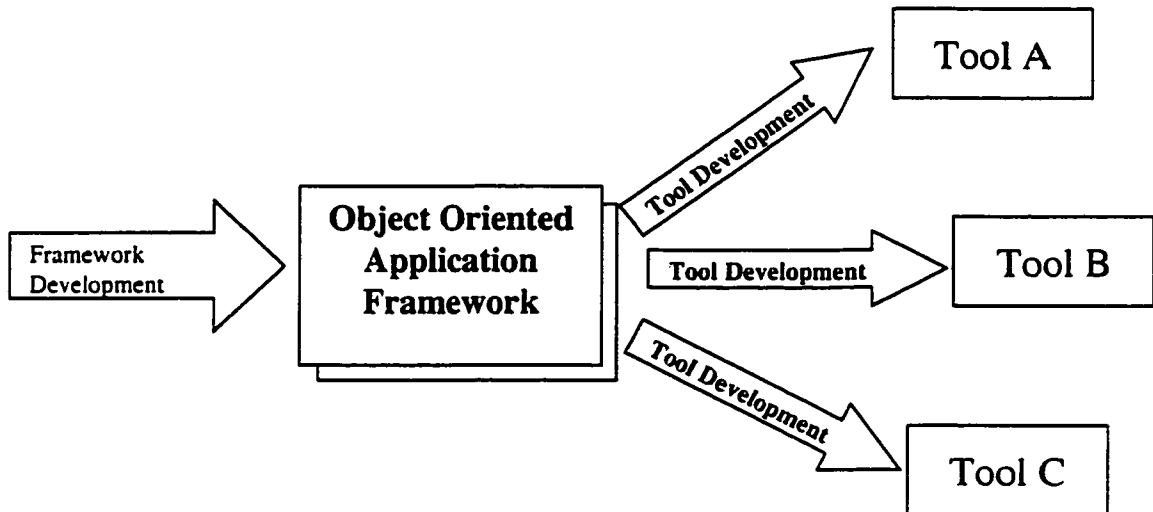 Framework
Development
Object Oriented
Application
Framework
Tool Development
Tool A
Tool Development
Tool B
Tool Development
Tool C